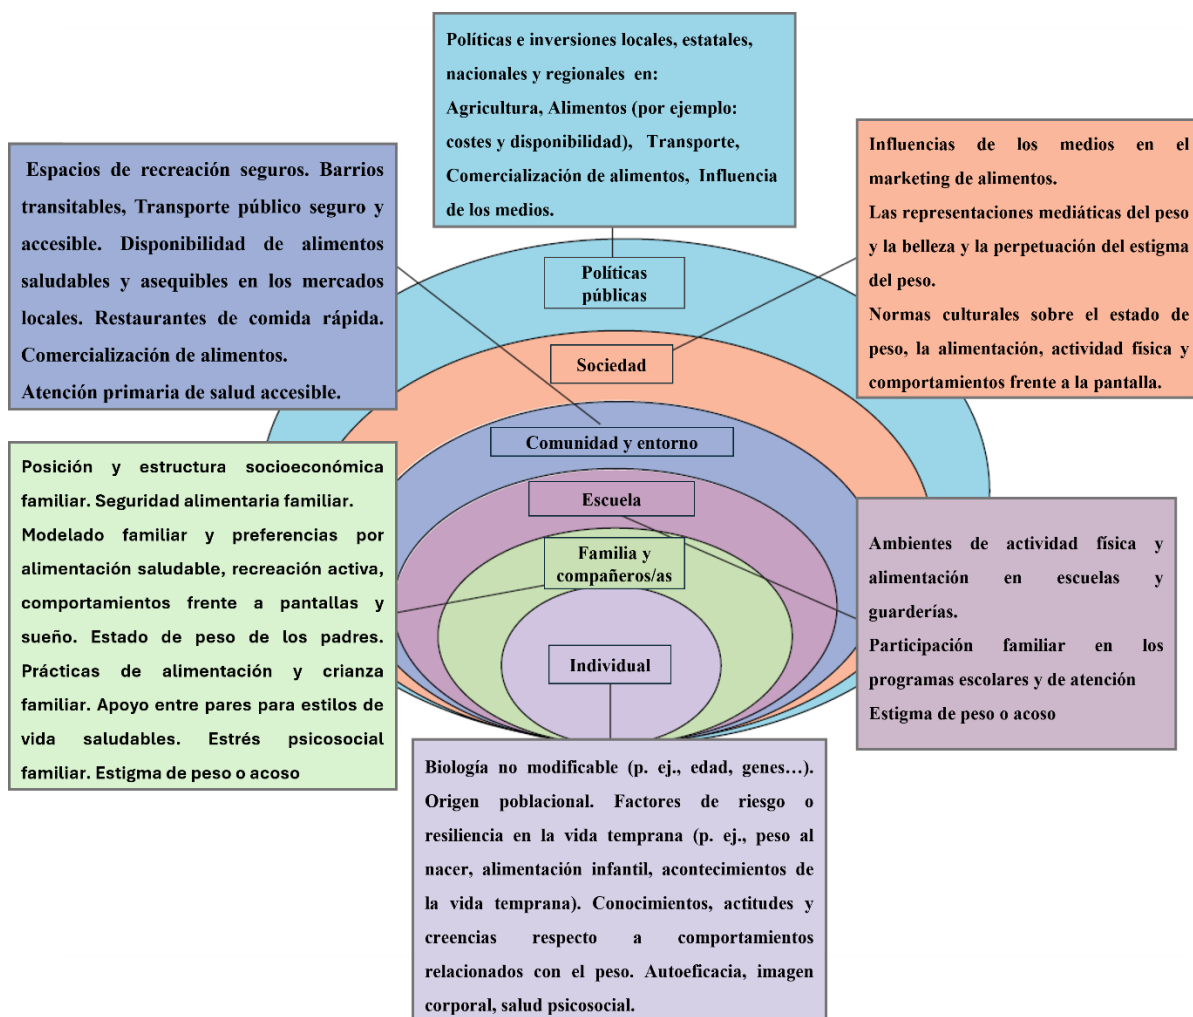 Políticas e inversiones locales, estatales,
nacionales y regionales en:
Agricultura, Alimentos (por ejemplo:
costes y disponibilidad), Transporte,
Comercialización de alimentos, Influencia
de los medios.
Espacios de recreación seguros. Barrios
transitables, Transporte público seguro y
accesible. Disponibilidad de alimentos
saludables y asequibles en los mercados
locales. Restaurantes de comida rápida.
Comercialización de alimentos.
Atención primaria de salud accesible.
Influencias de los medios en el
marketing de alimentos.
Las representaciones mediáticas del peso
y la belleza y la perpetuación del estigma
del peso.
Normas culturales sobre el estado de
peso, la alimentación, actividad física y
comportamientos frente a la pantalla.
Políticas
públicas
Sociedad
Comunidad y entorno
Escuela
Familia y
compañeros/as
Individual
Posición y estructura socioeconómica
familiar. Seguridad alimentaria familiar.
Modelado familiar y preferencias por
alimentación saludable, recreación activa,
comportamientos frente a pantallas y
sueño. Estado de peso de los padres.
Prácticas de alimentación y crianza
familiar. Apoyo entre pares para estilos de
vida saludables. Estrés psicosocial
familiar. Estigma de peso o acoso
Ambientes de actividad física y
alimentación en escuelas y
guarderías.
Participación familiar en los
programas escolares y de atención
Estigma de peso o acoso
Biología no modificable (p. ej., edad, genes…).
Origen poblacional. Factores de riesgo o
resiliencia en la vida temprana (p. ej., peso al
nacer, alimentación infantil, acontecimientos de
la vida temprana). Conocimientos, actitudes y
creencias respecto a comportamientos
relacionados con el peso. Autoeficacia, imagen
corporal, salud psicosocial.